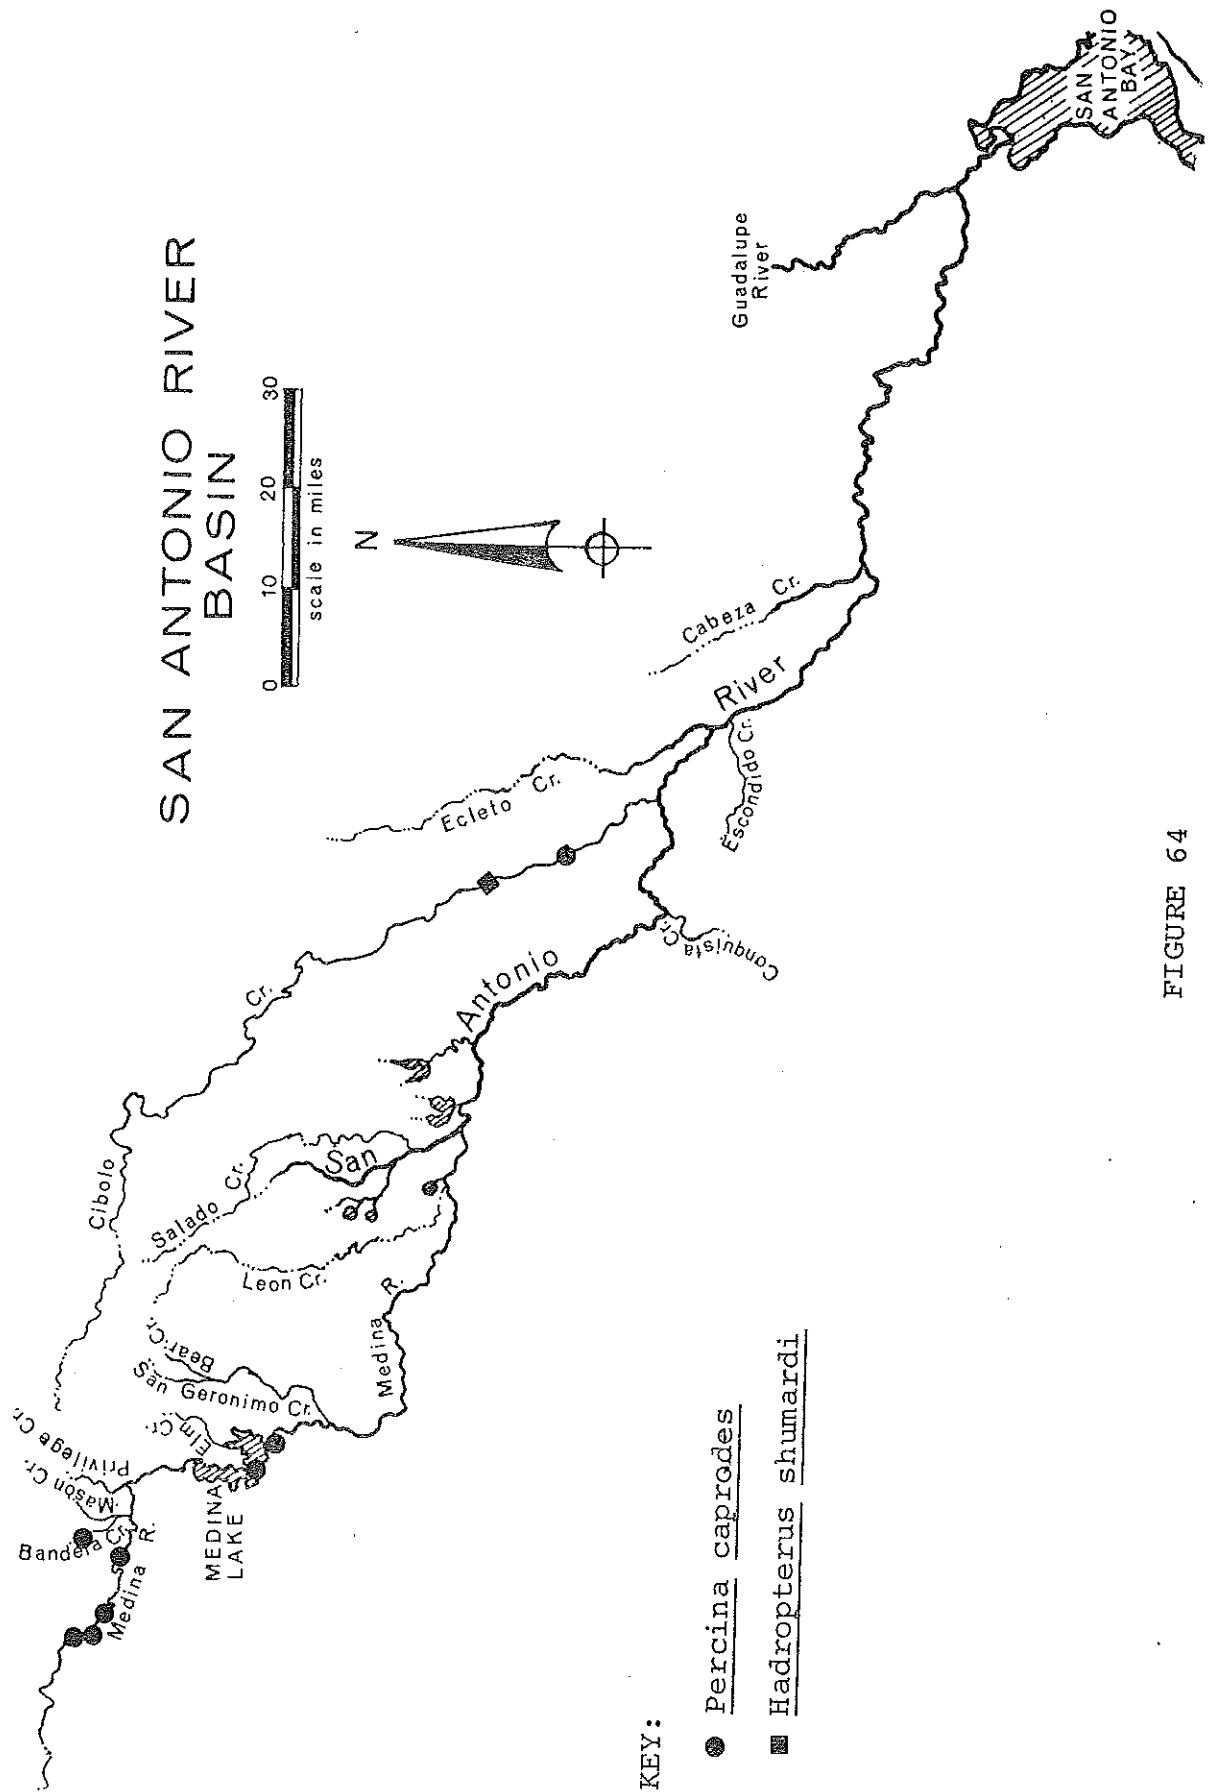 SAN ANTONIO RIVER
BASIN
0 10 20 30
scale in miles
N
Privilege Cr.
Mason Cr.
Bandera Cr.
Medina R.
MEDINA
LAKE
Elm Cr.
San Geronimo Cr.
Bear Cr.
Leon Cr.
Salado Cr.
Cibolo Cr.
Medina R.
San Antonio River
Ecleto Cr.
Conquista Cr.
Escondido Cr.
Cabeza Cr.
Guadalupe
River
SAN
ANTONIO
BAY
KEY:
Percina caprodes
Hadropterus shumardi
FIGURE 64